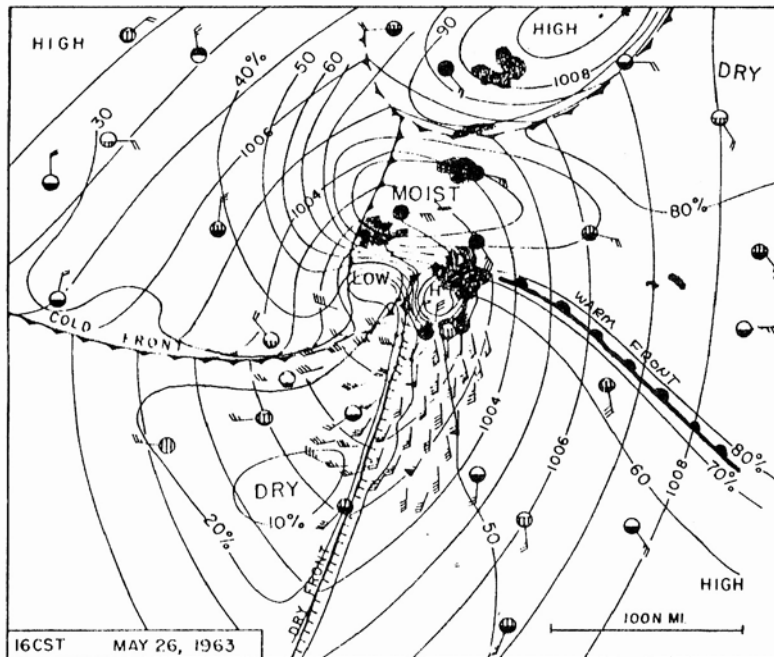 HIGH
90
HIGH
1008
DRY
50
60
40%
30
1006
1004
MOIST
80%
LOW
H
COLD FRONT
WARM FRONT
1004
1006
1008
DRY
10%
20%
60
50
80%
70%
DRY FRONT
HIGH
100 N MI.
16CST MAY 26, 1963